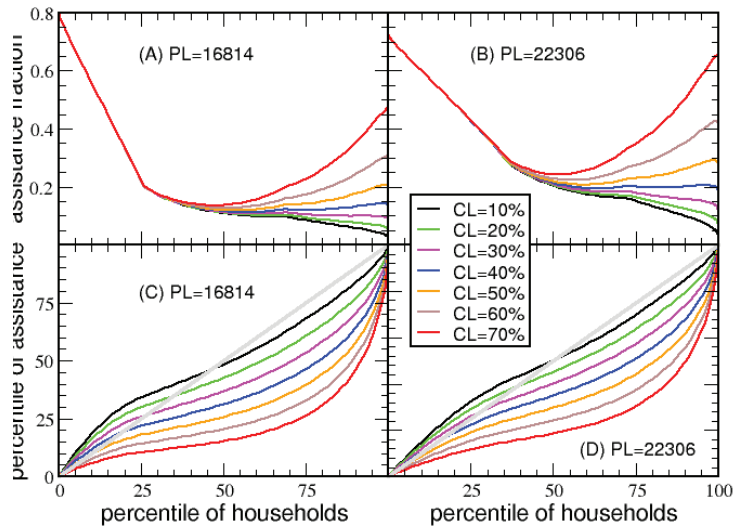 0.8
(A) PL=16814
(B) PL=22306
0.6
0.4
0.2
assistance fraction
CL=10%
CL=20%
CL=30%
CL=40%
CL=50%
CL=60%
CL=70%
(C) PL=16814
75
50
25
0
percentile of assistance
(D) PL=22306
0 25 50 75
0 25 50 75 100
percentile of households
percentile of households